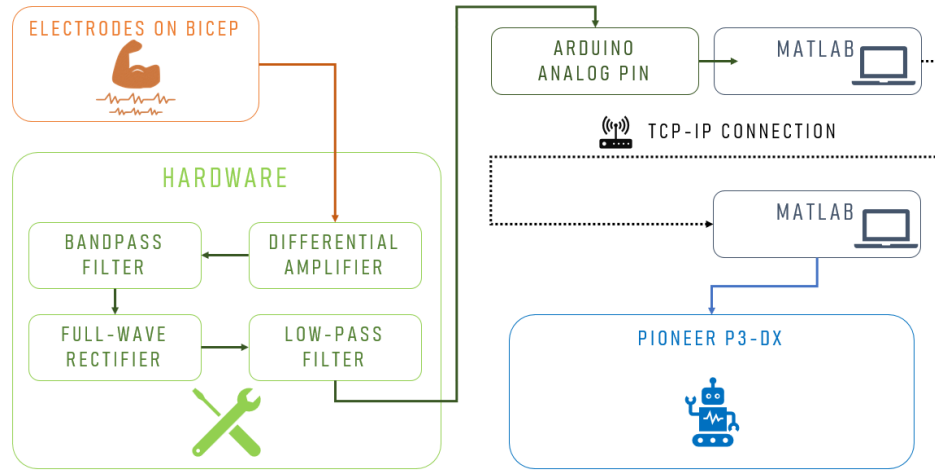 ELECTRODES ON BICEP
HARDWARE
DIFFERENTIAL
AMPLIFIER
BANDPASS
FILTER
FULL-WAVE
RECTIFIER
LOW-PASS
FILTER
ARDUINO
ANALOG PIN
MATLAB
TCP-IP CONNECTION
MATLAB
PIONEER P3-DX